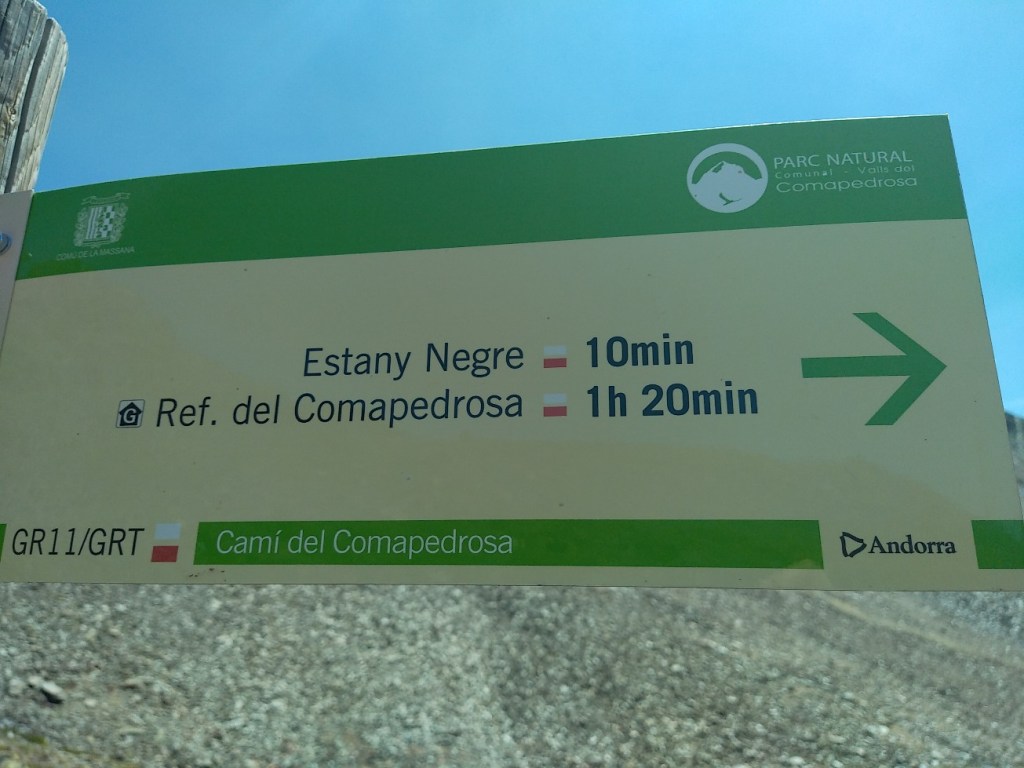 PARC NATURAL
Comunal - Valls del
Comapedrosa
COMÚ DE LA MASSANA
Estany Negre 10min
G Ref. del Comapedrosa 1h 20min
GR11/GRT Camí del Comapedrosa Andorra